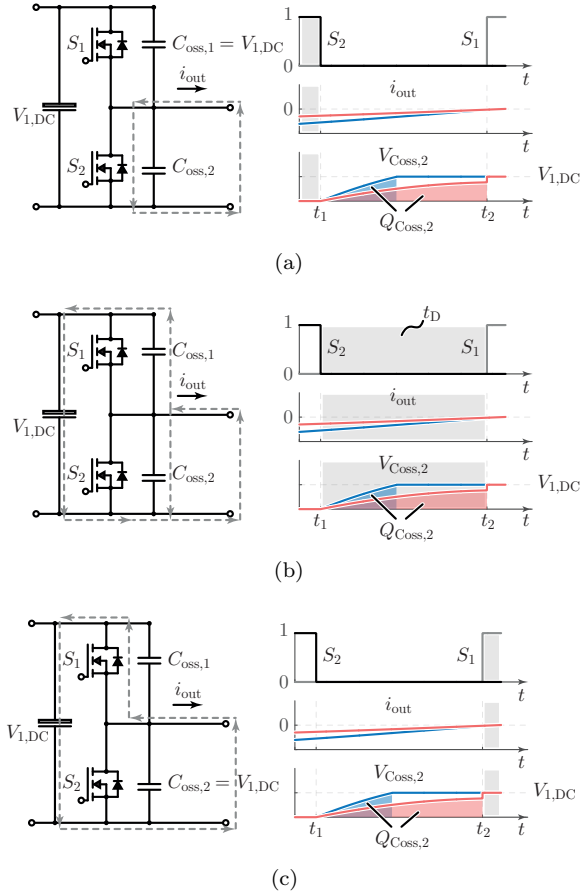 S1
Coss,1 = V1,DC
iout
V1,DC
S2
Coss,2
1
0
S2
S1
t
0
iout
t
VCoss,2
V1,DC
t1
QCoss,2
t2
t
(a)
S1
Coss,1
iout
V1,DC
S2
Coss,2
tD
1
0
S2
S1
t
0
iout
t
VCoss,2
V1,DC
t1
QCoss,2
t2
t
(b)
S1
Coss,1
iout
V1,DC
S2
Coss,2 = V1,DC
1
0
S2
S1
t
0
iout
t
VCoss,2
V1,DC
t1
QCoss,2
t2
t
(c)